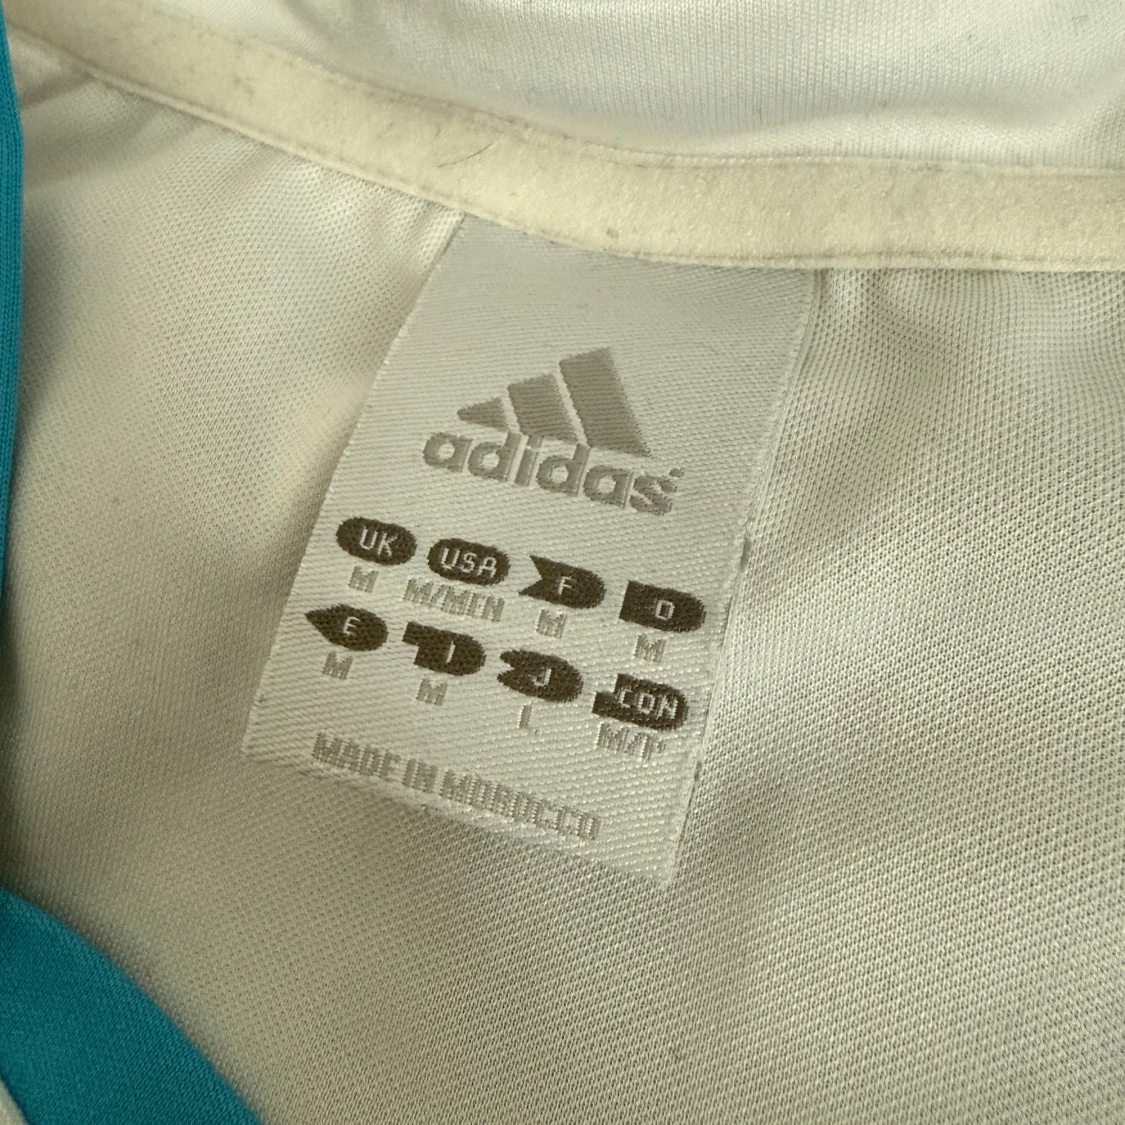 adidas
UK USA F D
M M/MEN M M
E I J CON
M M L M/P
MADE IN MOROCCO